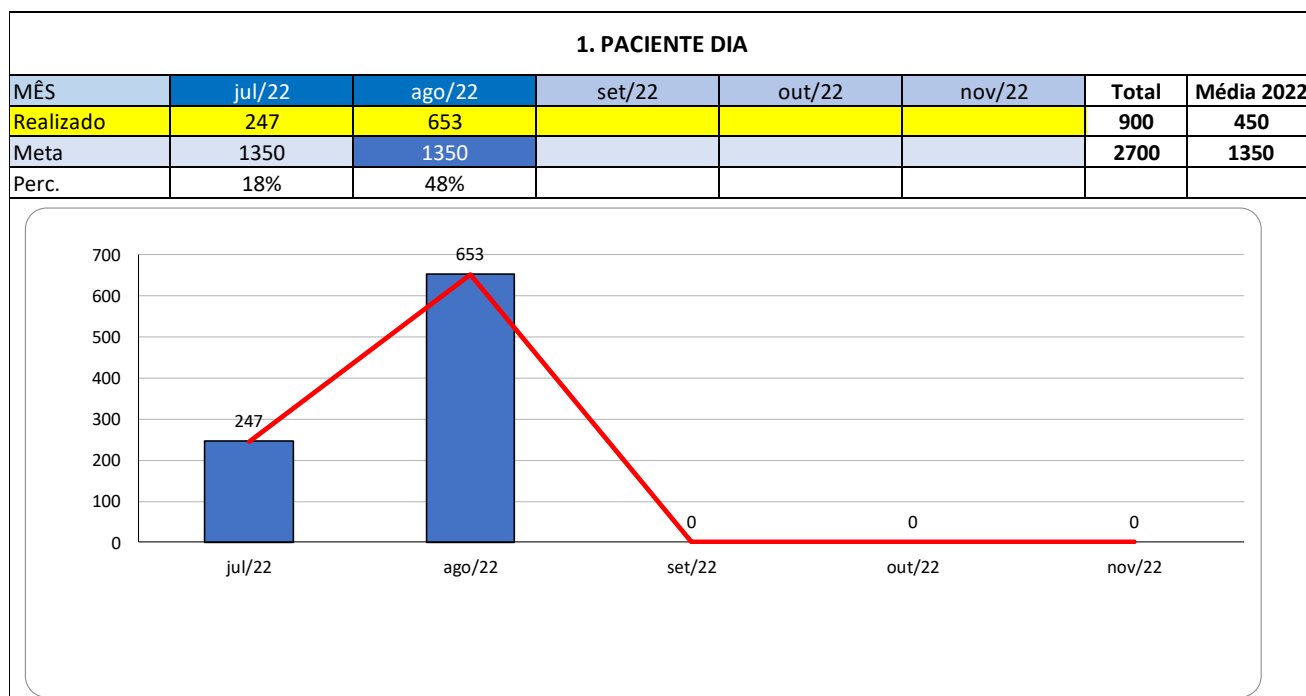 1. PACIENTE DIA
MÊS jul/22 ago/22 set/22 out/22 nov/22 Total Média 2022
Realizado 247 653 900 450
Meta 1350 1350 2700 1350
Perc. 18% 48%
700
653
600
500
400
300
247
200
100
0 0 0
0
jul/22 ago/22 set/22 out/22 nov/22